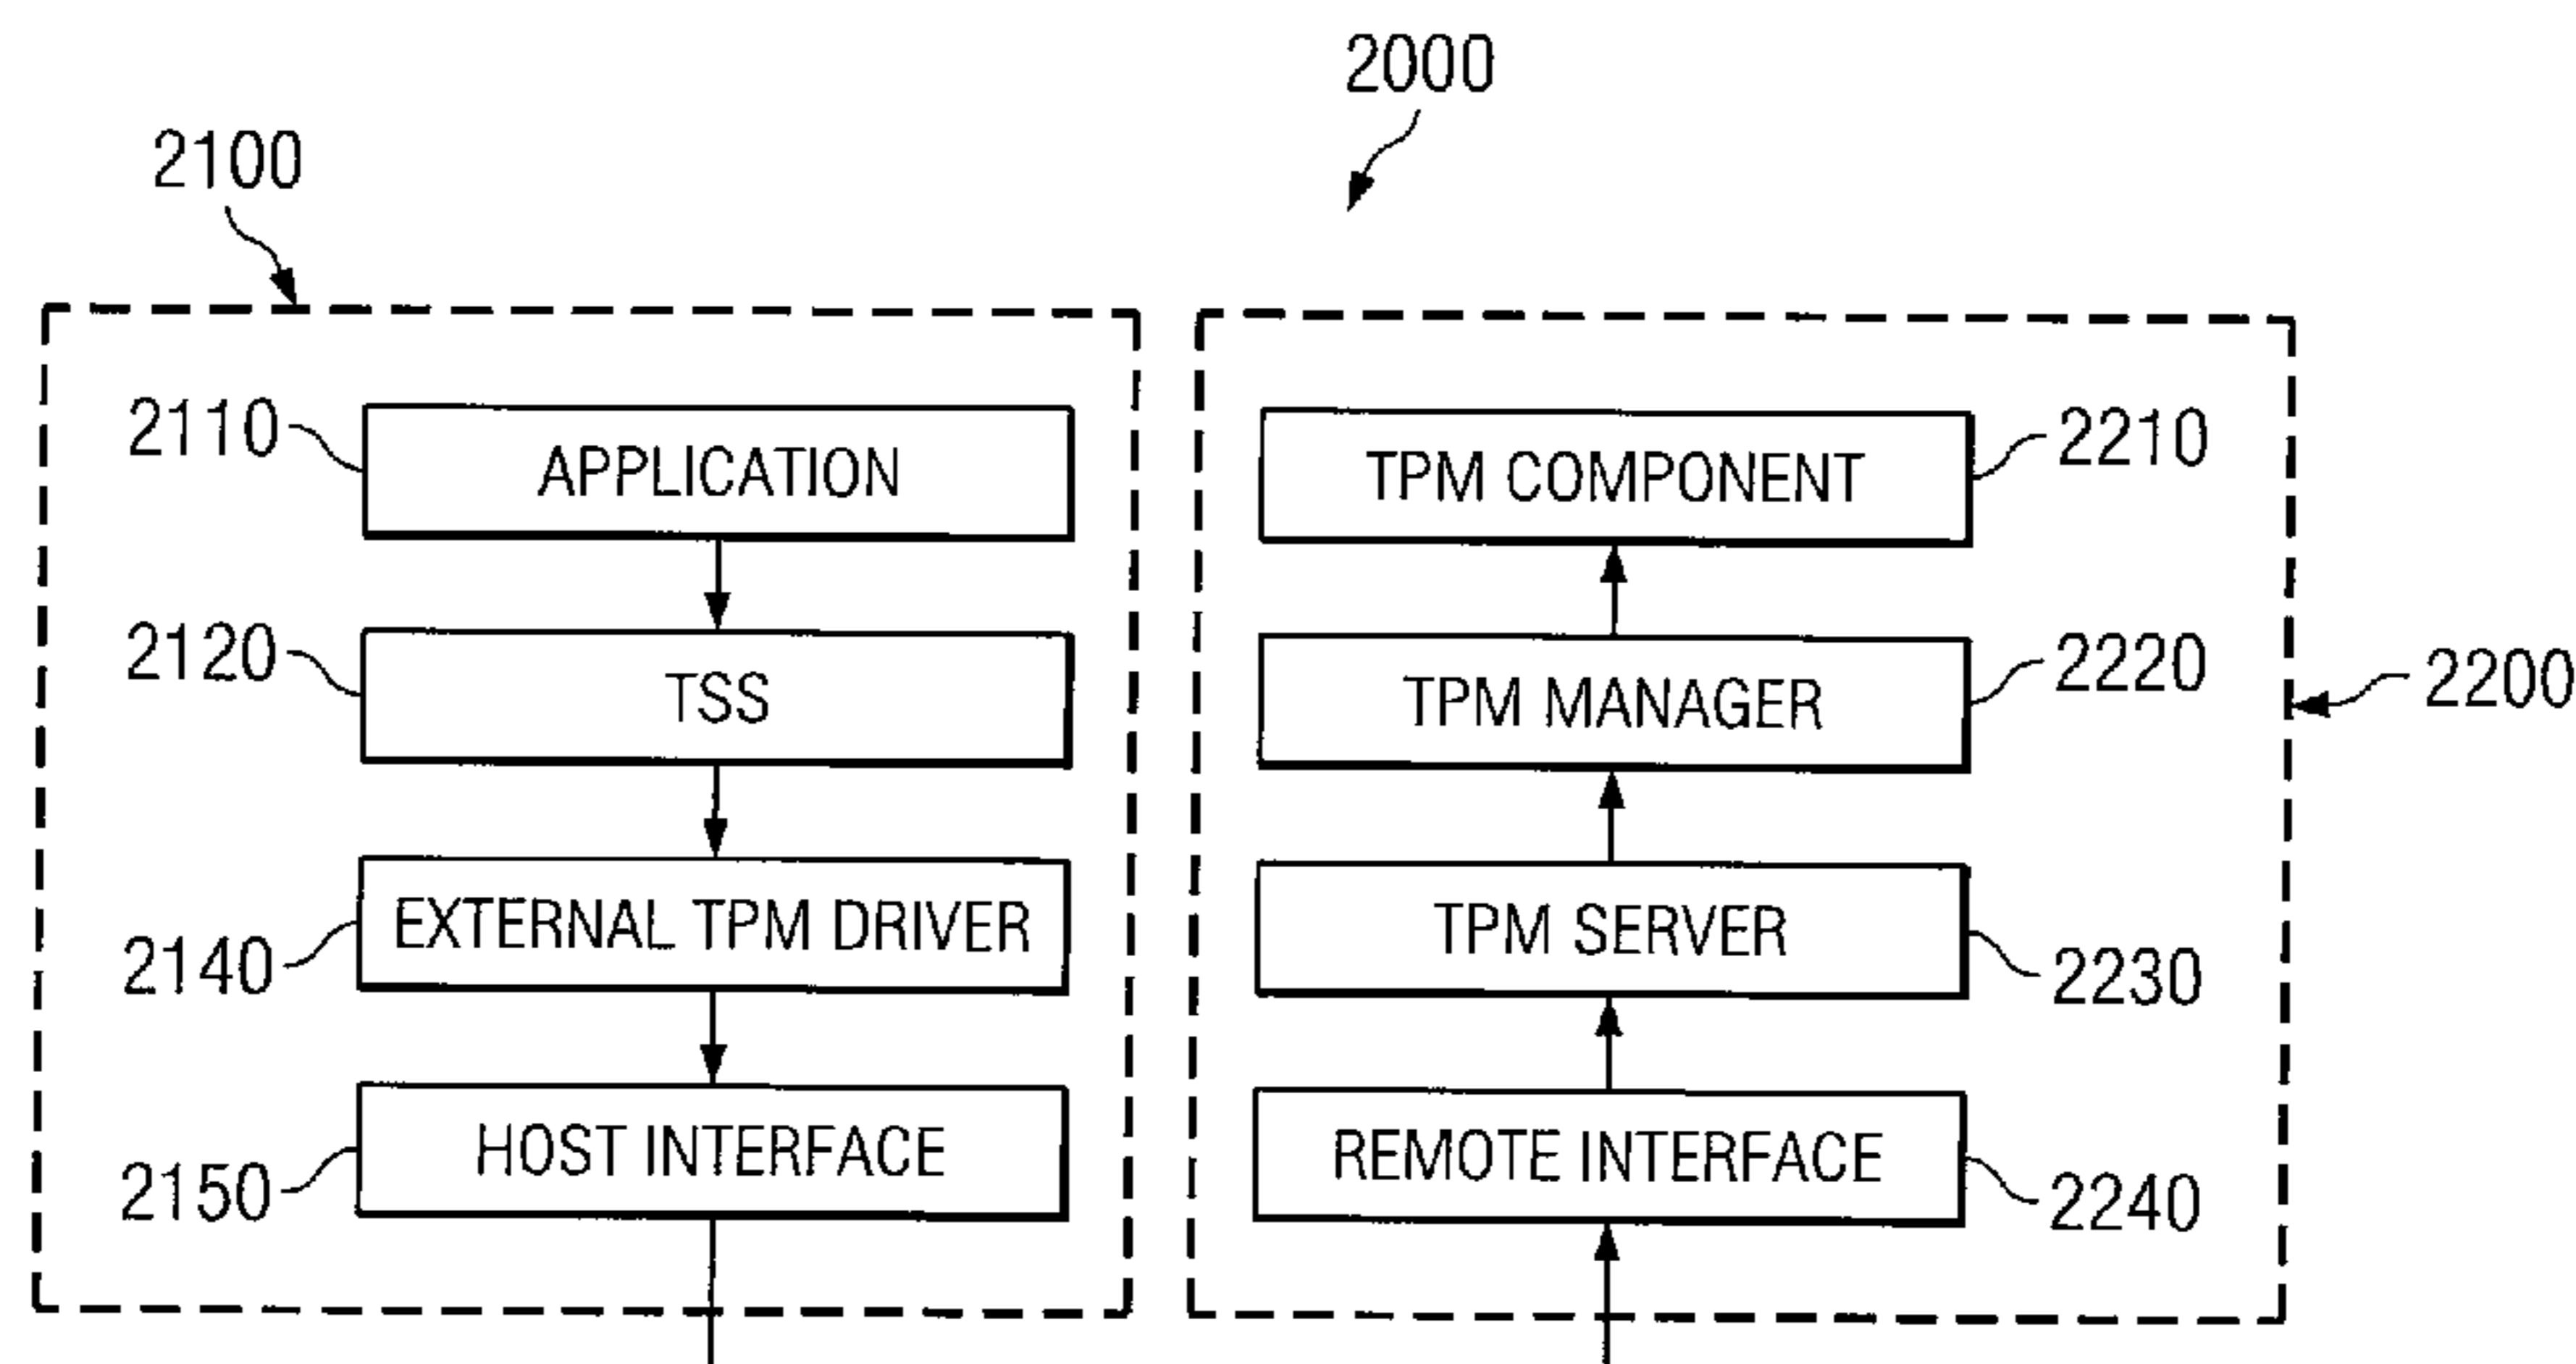 2000
2100
2110
APPLICATION
2120
TSS
2140
EXTERNAL TPM DRIVER
2150
HOST INTERFACE
TPM COMPONENT
2210
TPM MANAGER
2220
2200
TPM SERVER
2230
REMOTE INTERFACE
2240